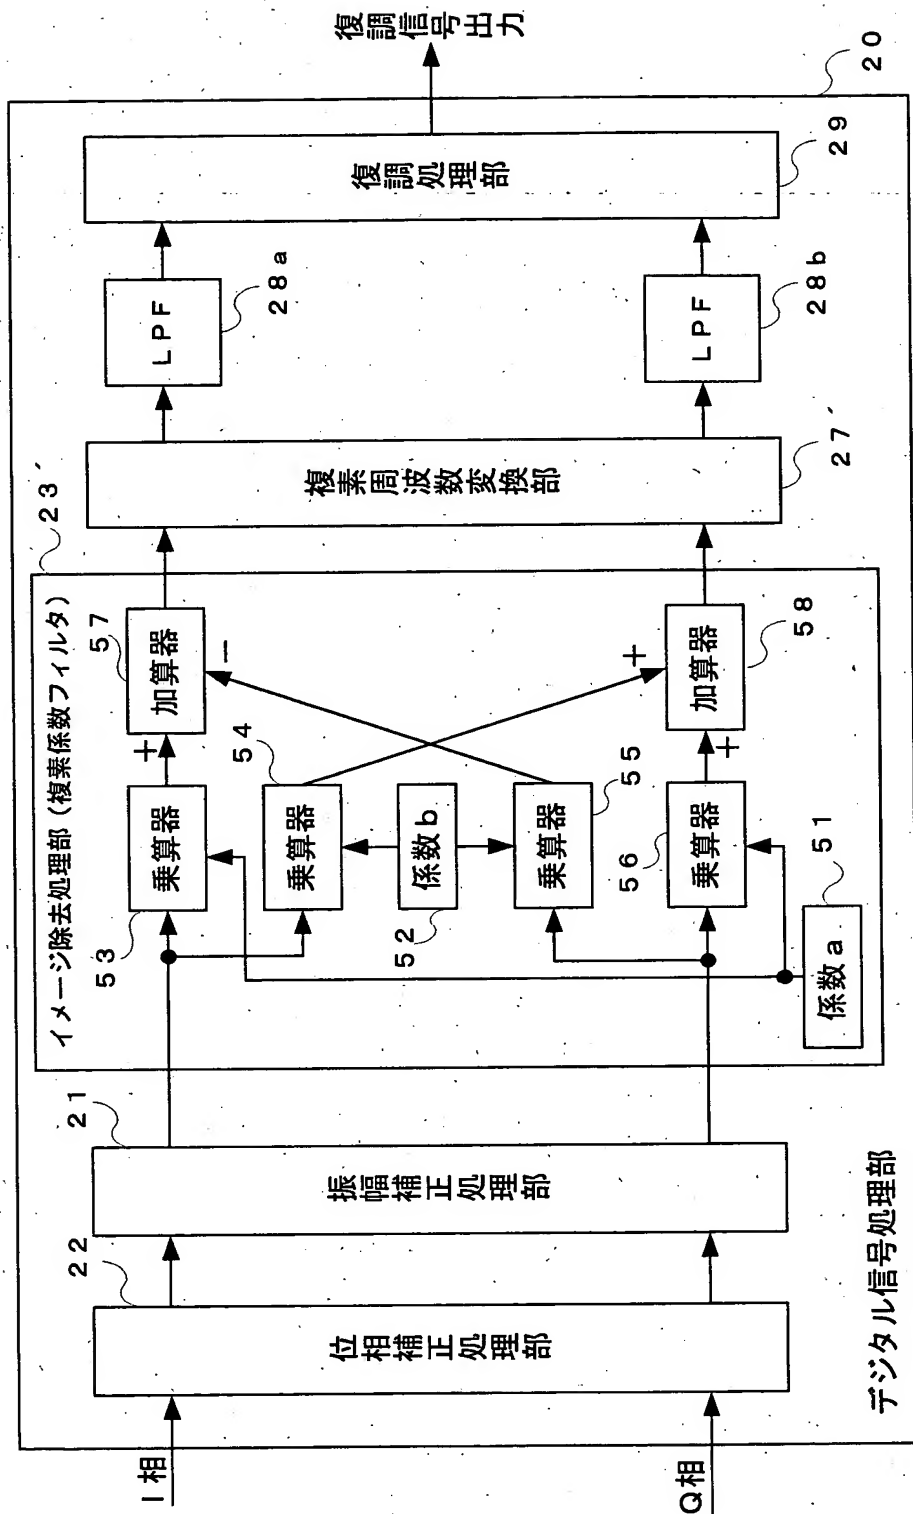 I相
Q相
位相補正処理部
22
振幅補正処理部
21
イメージ除去処理部(複素係数フィルタ)
23´
乗算器
53
乗算器
54
係数b
52
乗算器
55
乗算器
56
係数a
51
加算器
57
加算器
58
+
−
+
+
複素周波数変換部
27´
LPF
28a
LPF
28b
復調処理部
29
復調信号出力
デジタル信号処理部
20